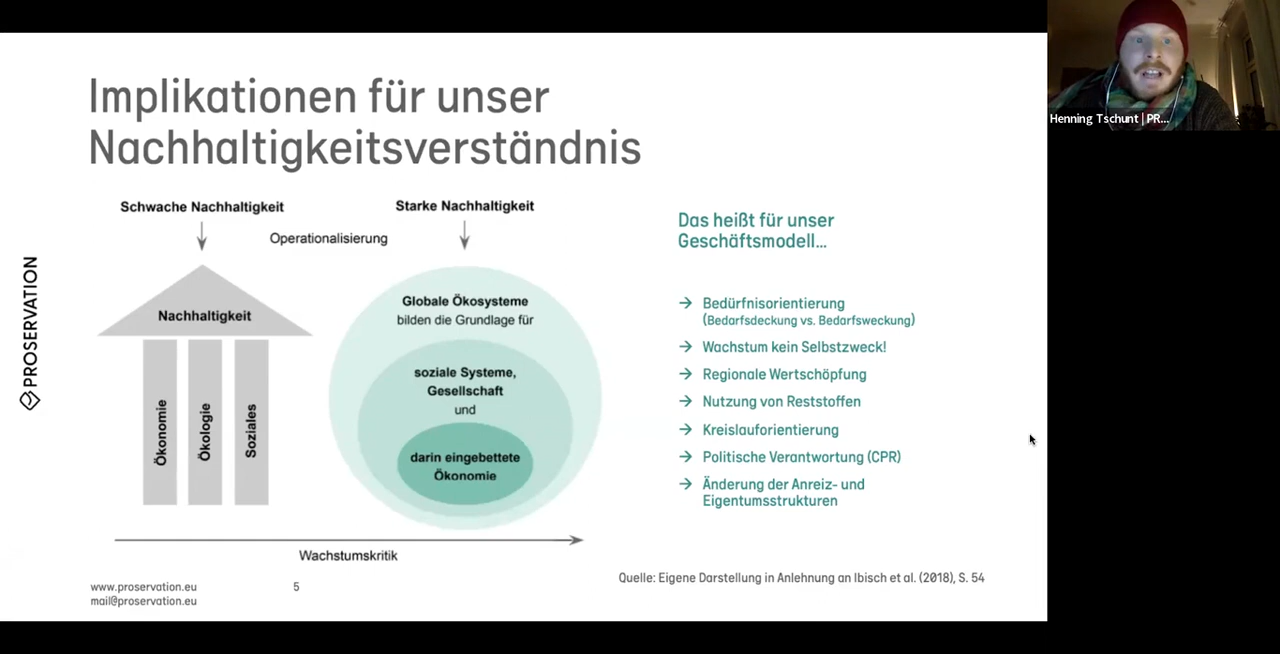 Implikationen für unser
Nachhaltigkeitsverständnis
Schwache Nachhaltigkeit
Starke Nachhaltigkeit
Operationalisierung
Nachhaltigkeit
Ökonomie
Ökologie
Soziales
Globale Ökosysteme
bilden die Grundlage für
soziale Systeme,
Gesellschaft
und
darin eingebettete
Ökonomie
Wachstumskritik
Das heißt für unser
Geschäftsmodell...
→ Bedürfnisorientierung
(Bedarfsdeckung vs. Bedarfsweckung)
→ Wachstum kein Selbstzweck!
→ Regionale Wertschöpfung
→ Nutzung von Reststoffen
→ Kreislauforientierung
→ Politische Verantwortung (CPR)
→ Änderung der Anreiz- und
Eigentumsstrukturen
Quelle: Eigene Darstellung in Anlehnung an Ibisch et al. (2018), S. 54
www.proservation.eu
mail@proservation.eu
5
PROSERVATION
Henning Tschunt | PR...